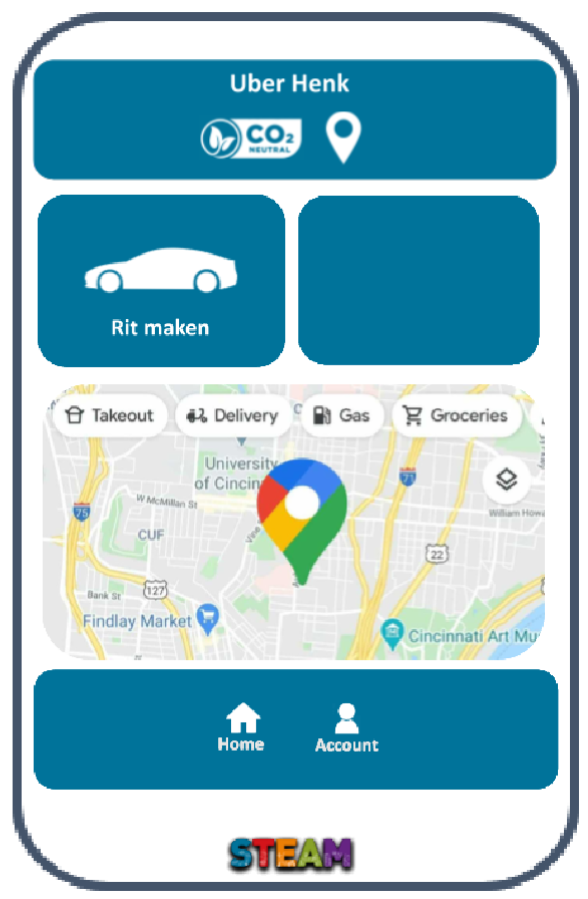 Uber Henk
CO₂
NEUTRAL
Rit maken
Takeout
Delivery
Gas
Groceries
University
of Cincin
71
W McMillan St
75
CUF
Vine
William Howa
22
127
Bank St
Findlay Market
Cincinnati Art Mu
Home
Account
STEAM